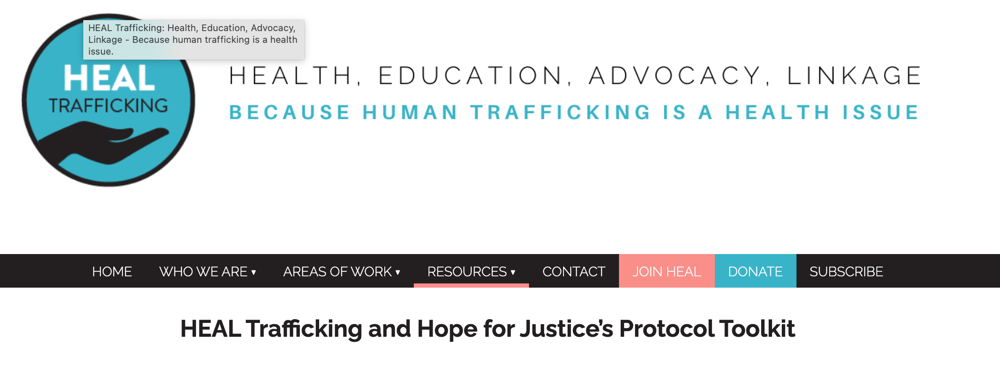 HEAL Trafficking: Health, Education, Advocacy,
Linkage - Because human trafficking is a health
issue.
HEAL
TRAFFICKING
HEALTH, EDUCATION, ADVOCACY, LINKAGE
BECAUSE HUMAN TRAFFICKING IS A HEALTH ISSUE
HOME WHO WE ARE ▾ AREAS OF WORK ▾ RESOURCES ▾ CONTACT JOIN HEAL DONATE SUBSCRIBE
HEAL Trafficking and Hope for Justice’s Protocol Toolkit